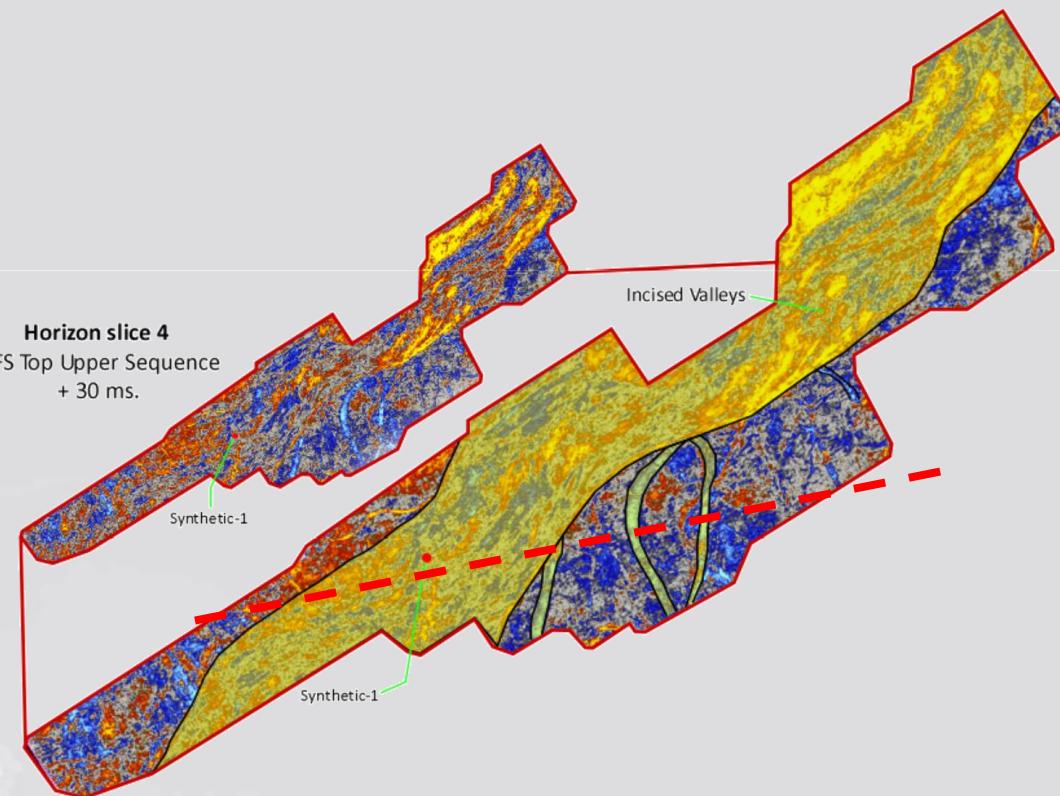 Incised Valleys
Horizon slice 4
FS Top Upper Sequence
+ 30 ms.
Synthetic-1
Synthetic-1